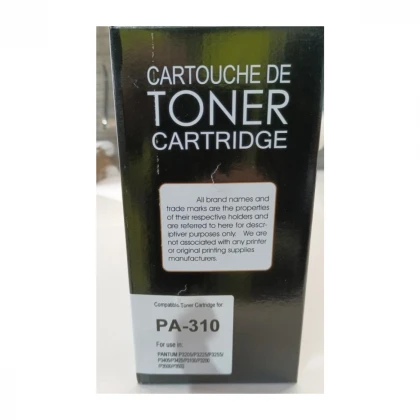 CARTOUCHE DE
TONER
CARTRIDGE
All brand names and
trade marks are the properties
of their respective holders and
are referred to here for descr-
iptiver purposes only. We are
not associated with any printer
or original printing supplies
manufacturers.
Compatible Toner Cartridge for
PA-310
For use in:
PANTUM